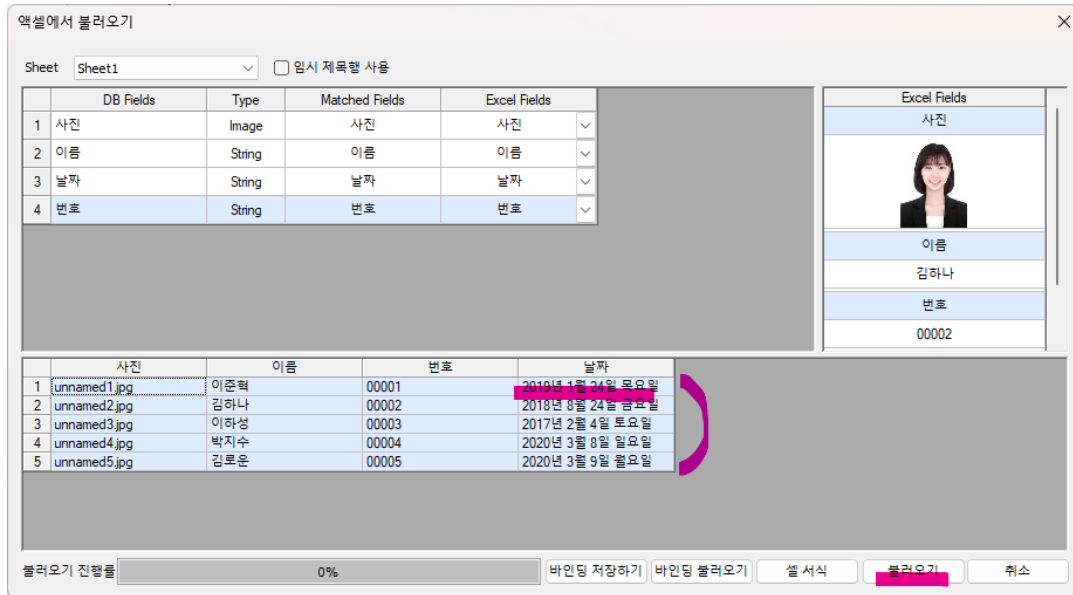 액셀에서 불러오기
Sheet Sheet1 임시 제목행 사용
DB Fields Type Matched Fields Excel Fields
1 사진 Image 사진 사진
2 이름 String 이름 이름
3 날짜 String 날짜 날짜
4 번호 String 번호 번호
Excel Fields
사진
이름
김하나
번호
00002
사진 이름 번호 날짜
1 unnamed1.jpg 이준혁 00001 2019년 1월 24일 목요일
2 unnamed2.jpg 김하나 00002 2018년 8월 24일 금요일
3 unnamed3.jpg 이하성 00003 2017년 2월 4일 토요일
4 unnamed4.jpg 박지수 00004 2020년 3월 8일 일요일
5 unnamed5.jpg 김로운 00005 2020년 3월 9일 월요일
불러오기 진행률 0% 바인딩 저장하기 바인딩 불러오기 셀 서식 불러오기 취소